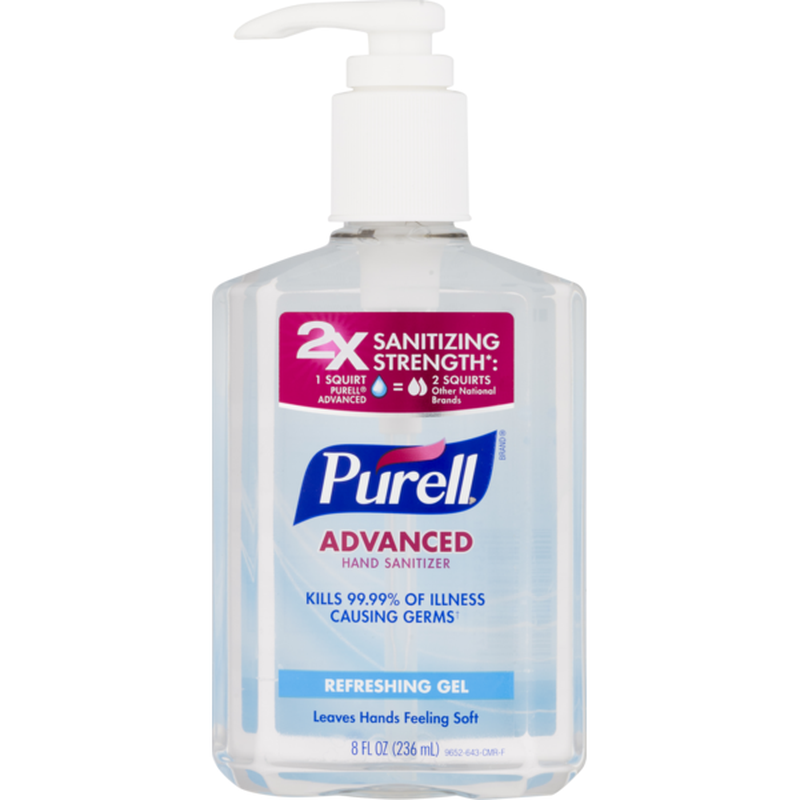 2X SANITIZING
STRENGTH*:
1 SQUIRT
PURELL®
ADVANCED
=
2 SQUIRTS
Other National
Brands
Purell®
BRAND®
ADVANCED
HAND SANITIZER
KILLS 99.99% OF ILLNESS
CAUSING GERMS†
REFRESHING GEL
Leaves Hands Feeling Soft
8 FL OZ (236 mL) 9652-643-CMR-F